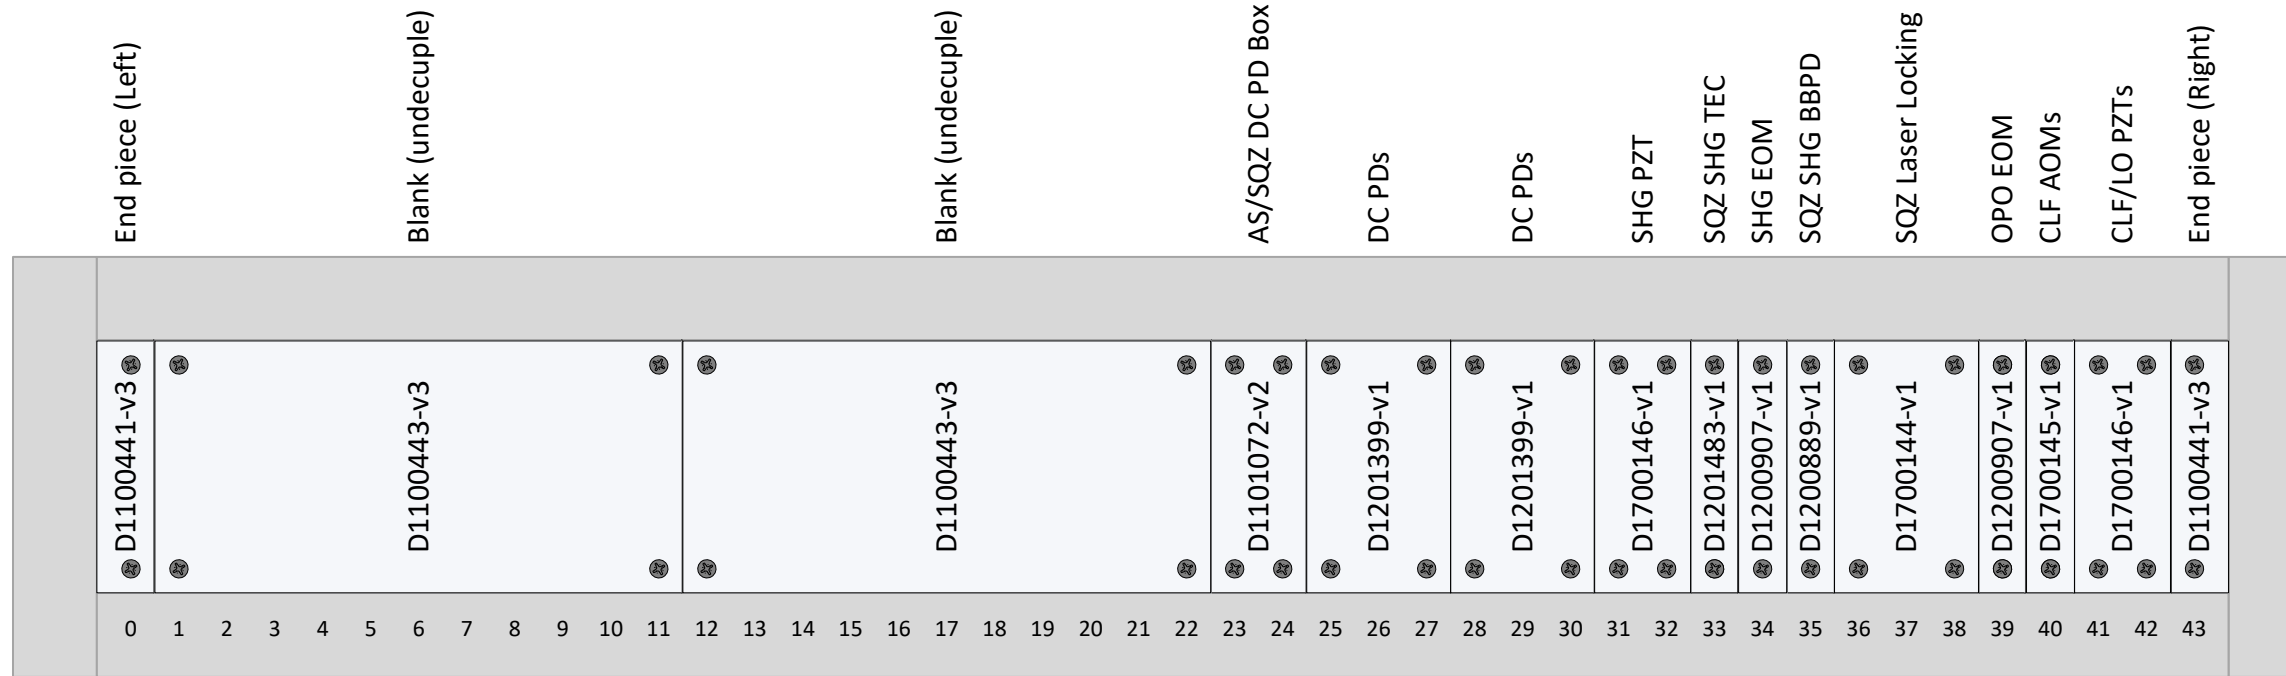 End piece (Left)
Blank (undecuple)
Blank (undecuple)
AS/SQZ DC PD Box
DC PDs
DC PDs
SHG PZT
SQZ SHG TEC
SHG EOM
SQZ SHG BBPD
SQZ Laser Locking
OPO EOM
CLF AOMs
CLF/LO PZTs
End piece (Right)
D1100441-v3
D1100443-v3
D1100443-v3
D1101072-v2
D12013399-v1
D12013399-v1
D1700146-v1
D1201483-v1
D1200907-v1
D1200889-v1
D1700144-v1
D1200907-v1
D1700145-v1
D1700146-v1
D1100441-v3
0 1 2 3 4 5 6 7 8 9 10 11 12 13 14 15 16 17 18 19 20 21 22 23 24 25 26 27 28 29 30 31 32 33 34 35 36 37 38 39 40 41 42 43